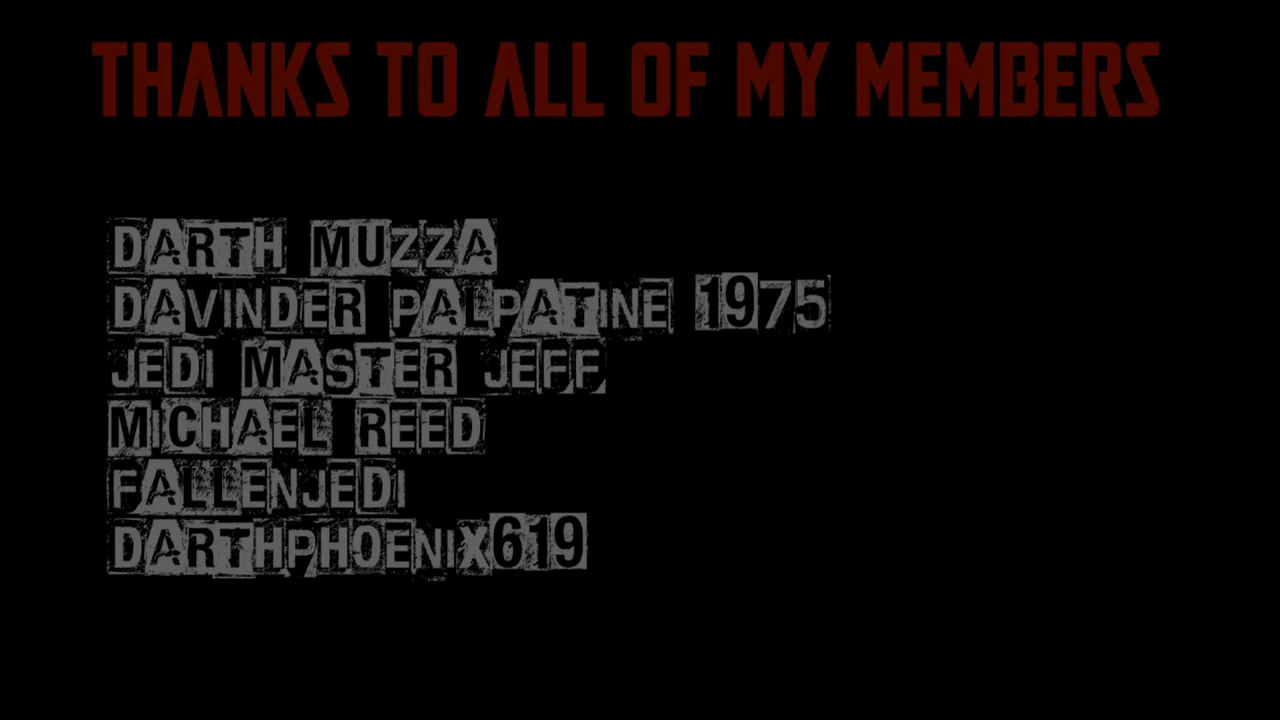 THANKS TO ALL OF MY MEMBERS
DARTH MUZZA
DAVINDER PALPATINE 1975
JEDI MASTER JEFF
MICHAEL REED
FALLENJEDI
DARTHPHOENIX619